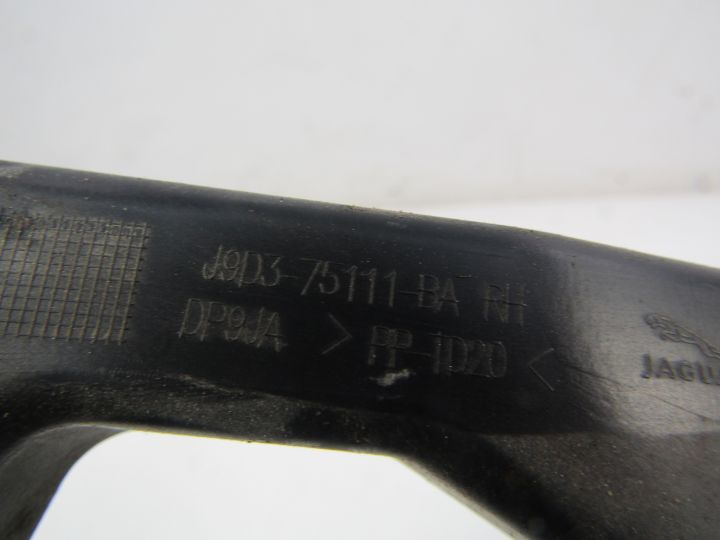 J9D3-75111-BA RH
DP9JA >PP-TD20<
JAGU